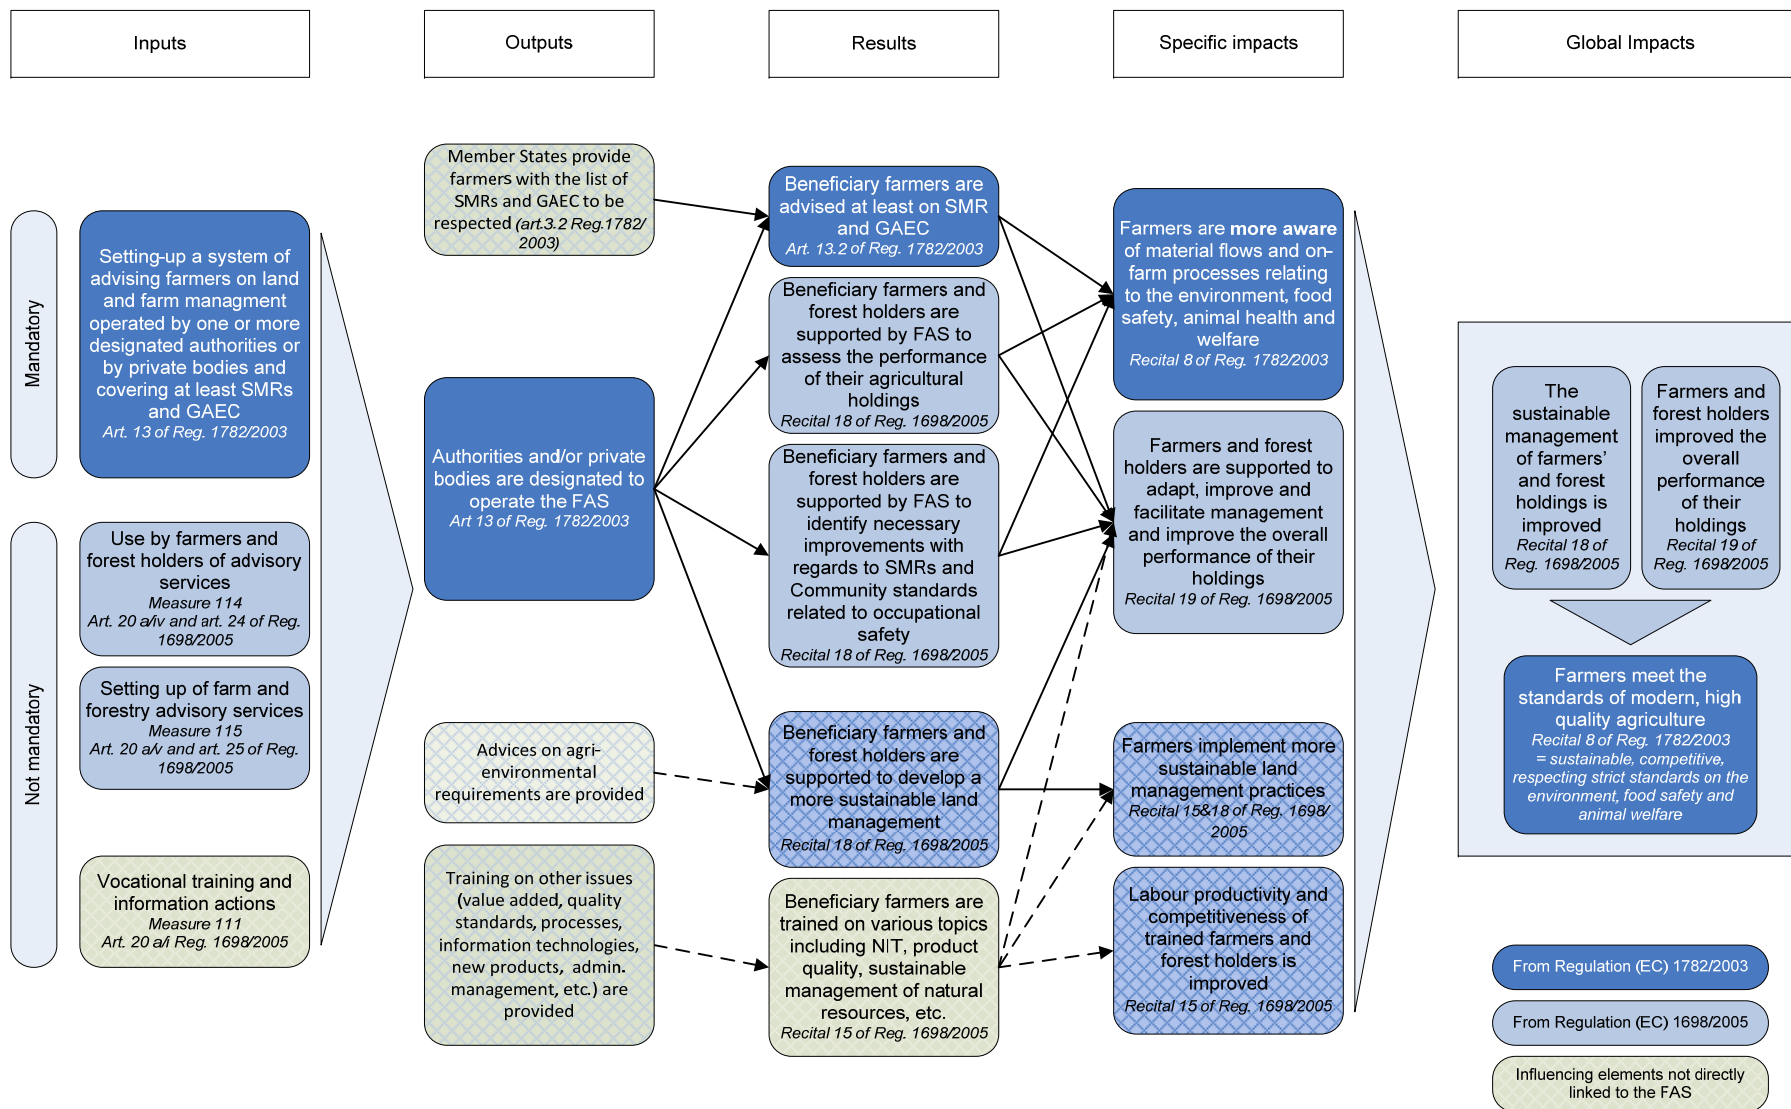 Inputs
Outputs
Results
Specific impacts
Global Impacts
Mandatory
Not mandatory
Setting-up a system of
advising farmers on land
and farm managment
operated by one or more
designated authorities or
by private bodies and
covering at least SMRs
and GAEC
Art. 13 of Reg. 1782/2003
Use by farmers and
forest holders of advisory
services
Measure 114
Art. 20 a/iv and art. 24 of Reg.
1698/2005
Setting up of farm and
forestry advisory services
Measure 115
Art. 20 a/v and art. 25 of Reg.
1698/2005
Vocational training and
information actions
Measure 111
Art. 20 a/i Reg. 1698/2005
Member States provide
farmers with the list of
SMRs and GAEC to be
respected (art.3.2 Reg.1782/
2003)
Authorities and/or private
bodies are designated to
operate the FAS
Art 13 of Reg. 1782/2003
Advices on agri-
environmental
requirements are provided
Training on other issues
(value added, quality
standards, processes,
information technologies,
new products, admin.
management, etc.) are
provided
Beneficiary farmers are
advised at least on SMR
and GAEC
Art. 13.2 of Reg. 1782/2003
Beneficiary farmers and
forest holders are
supported by FAS to
assess the performance
of their agricultural
holdings
Recital 18 of Reg. 1698/2005
Beneficiary farmers and
forest holders are
supported by FAS to
identify necessary
improvements with
regards to SMRs and
Community standards
related to occupational
safety
Recital 18 of Reg. 1698/2005
Beneficiary farmers and
forest holders are
supported to develop a
more sustainable land
management
Recital 18 of Reg. 1698/2005
Beneficiary farmers are
trained on various topics
including NIT, product
quality, sustainable
management of natural
resources, etc.
Recital 15 of Reg. 1698/2005
Farmers are more aware
of material flows and on-
farm processes relating
to the environment, food
safety, animal health and
welfare
Recital 8 of Reg. 1782/2003
Farmers and forest
holders are supported to
adapt, improve and
facilitate management
and improve the overall
performance of their
holdings
Recital 19 of Reg. 1698/2005
Farmers implement more
sustainable land
management practices
Recital 15&18 of Reg. 1698/
2005
Labour productivity and
competitiveness of
trained farmers and
forest holders is
improved
Recital 15 of Reg. 1698/2005
The
sustainable
management
of farmers'
and forest
holdings is
improved
Recital 18 of
Reg. 1698/2005
Farmers and
forest holders
improved the
overall
performance
of their
holdings
Recital 19 of
Reg. 1698/2005
Farmers meet the
standards of modern, high
quality agriculture
Recital 8 of Reg. 1782/2003
= sustainable, competitive,
respecting strict standards on the
environment, food safety and
animal welfare
From Regulation (EC) 1782/2003
From Regulation (EC) 1698/2005
Influencing elements not directly
linked to the FAS